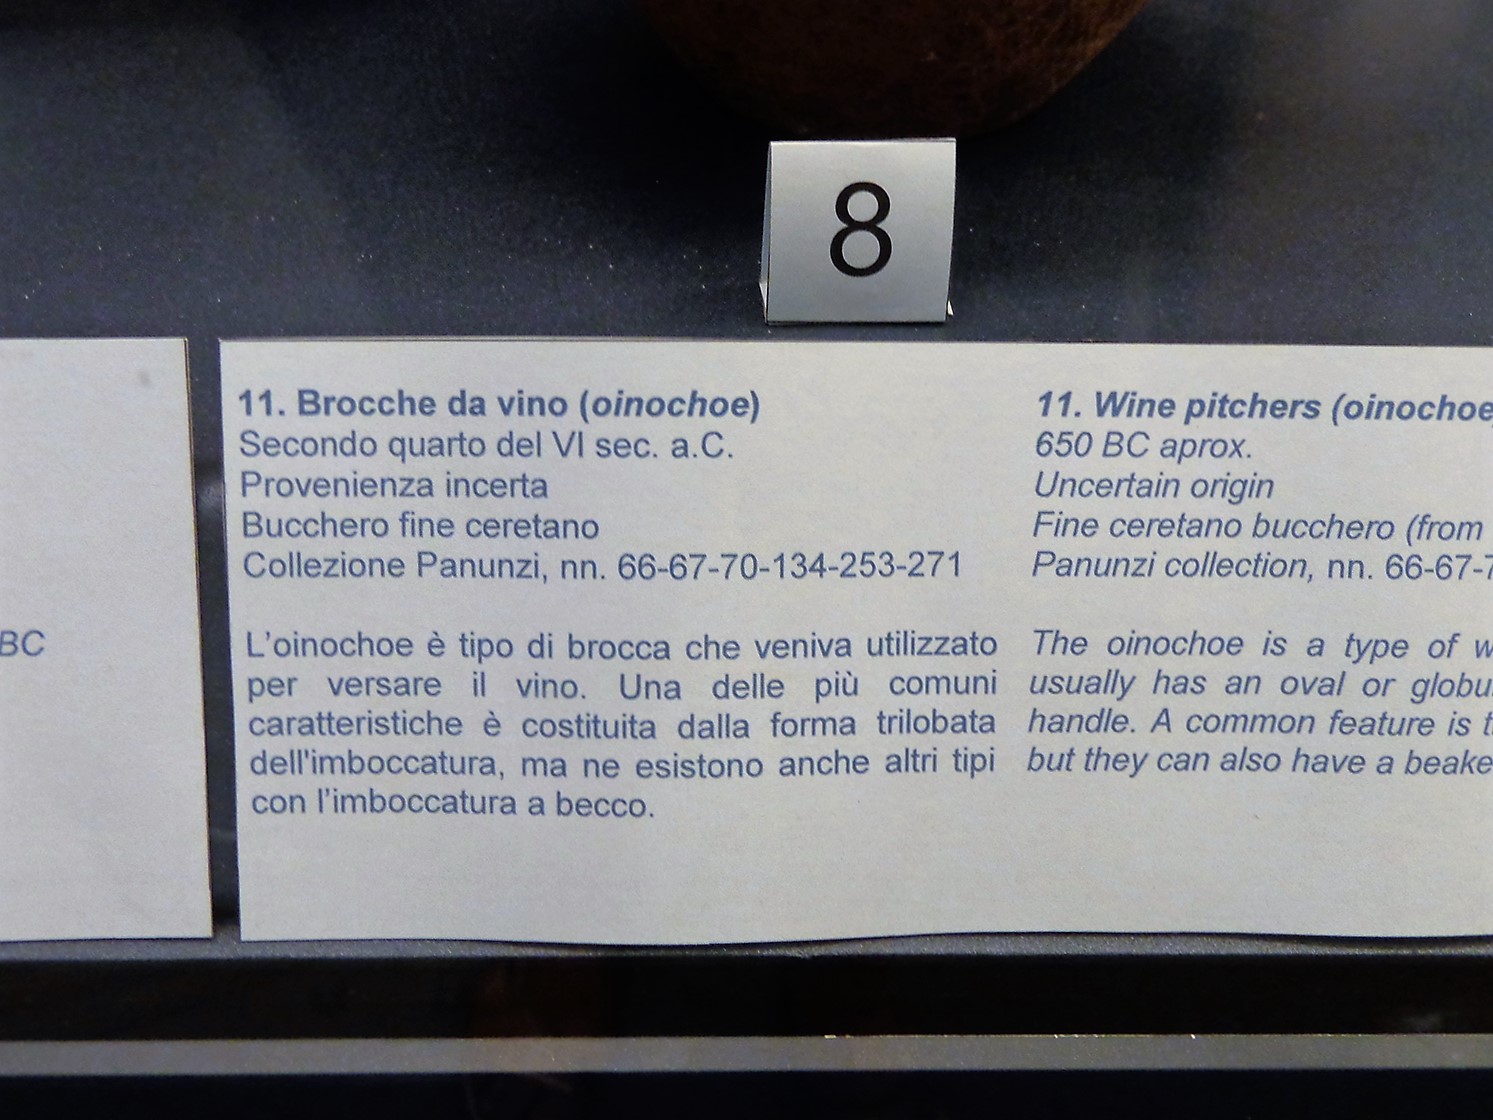 8
BC
11. Brocche da vino (oinochoe)
Secondo quarto del VI sec. a.C.
Provenienza incerta
Bucchero fine ceretano
Collezione Panunzi, nn. 66-67-70-134-253-271
L'oinochoe è tipo di brocca che veniva utilizzato
per versare il vino. Una delle più comuni
caratteristiche è costituita dalla forma trilobata
dell'imboccatura, ma ne esistono anche altri tipi
con l'imboccatura a becco.
11. Wine pitchers (oinochoe)
650 BC aprox.
Uncertain origin
Fine ceretano bucchero (from
Panunzi collection, nn. 66-67-7
The oinochoe is a type of
usually has an oval or
handle. A common feature is
but they can also have a